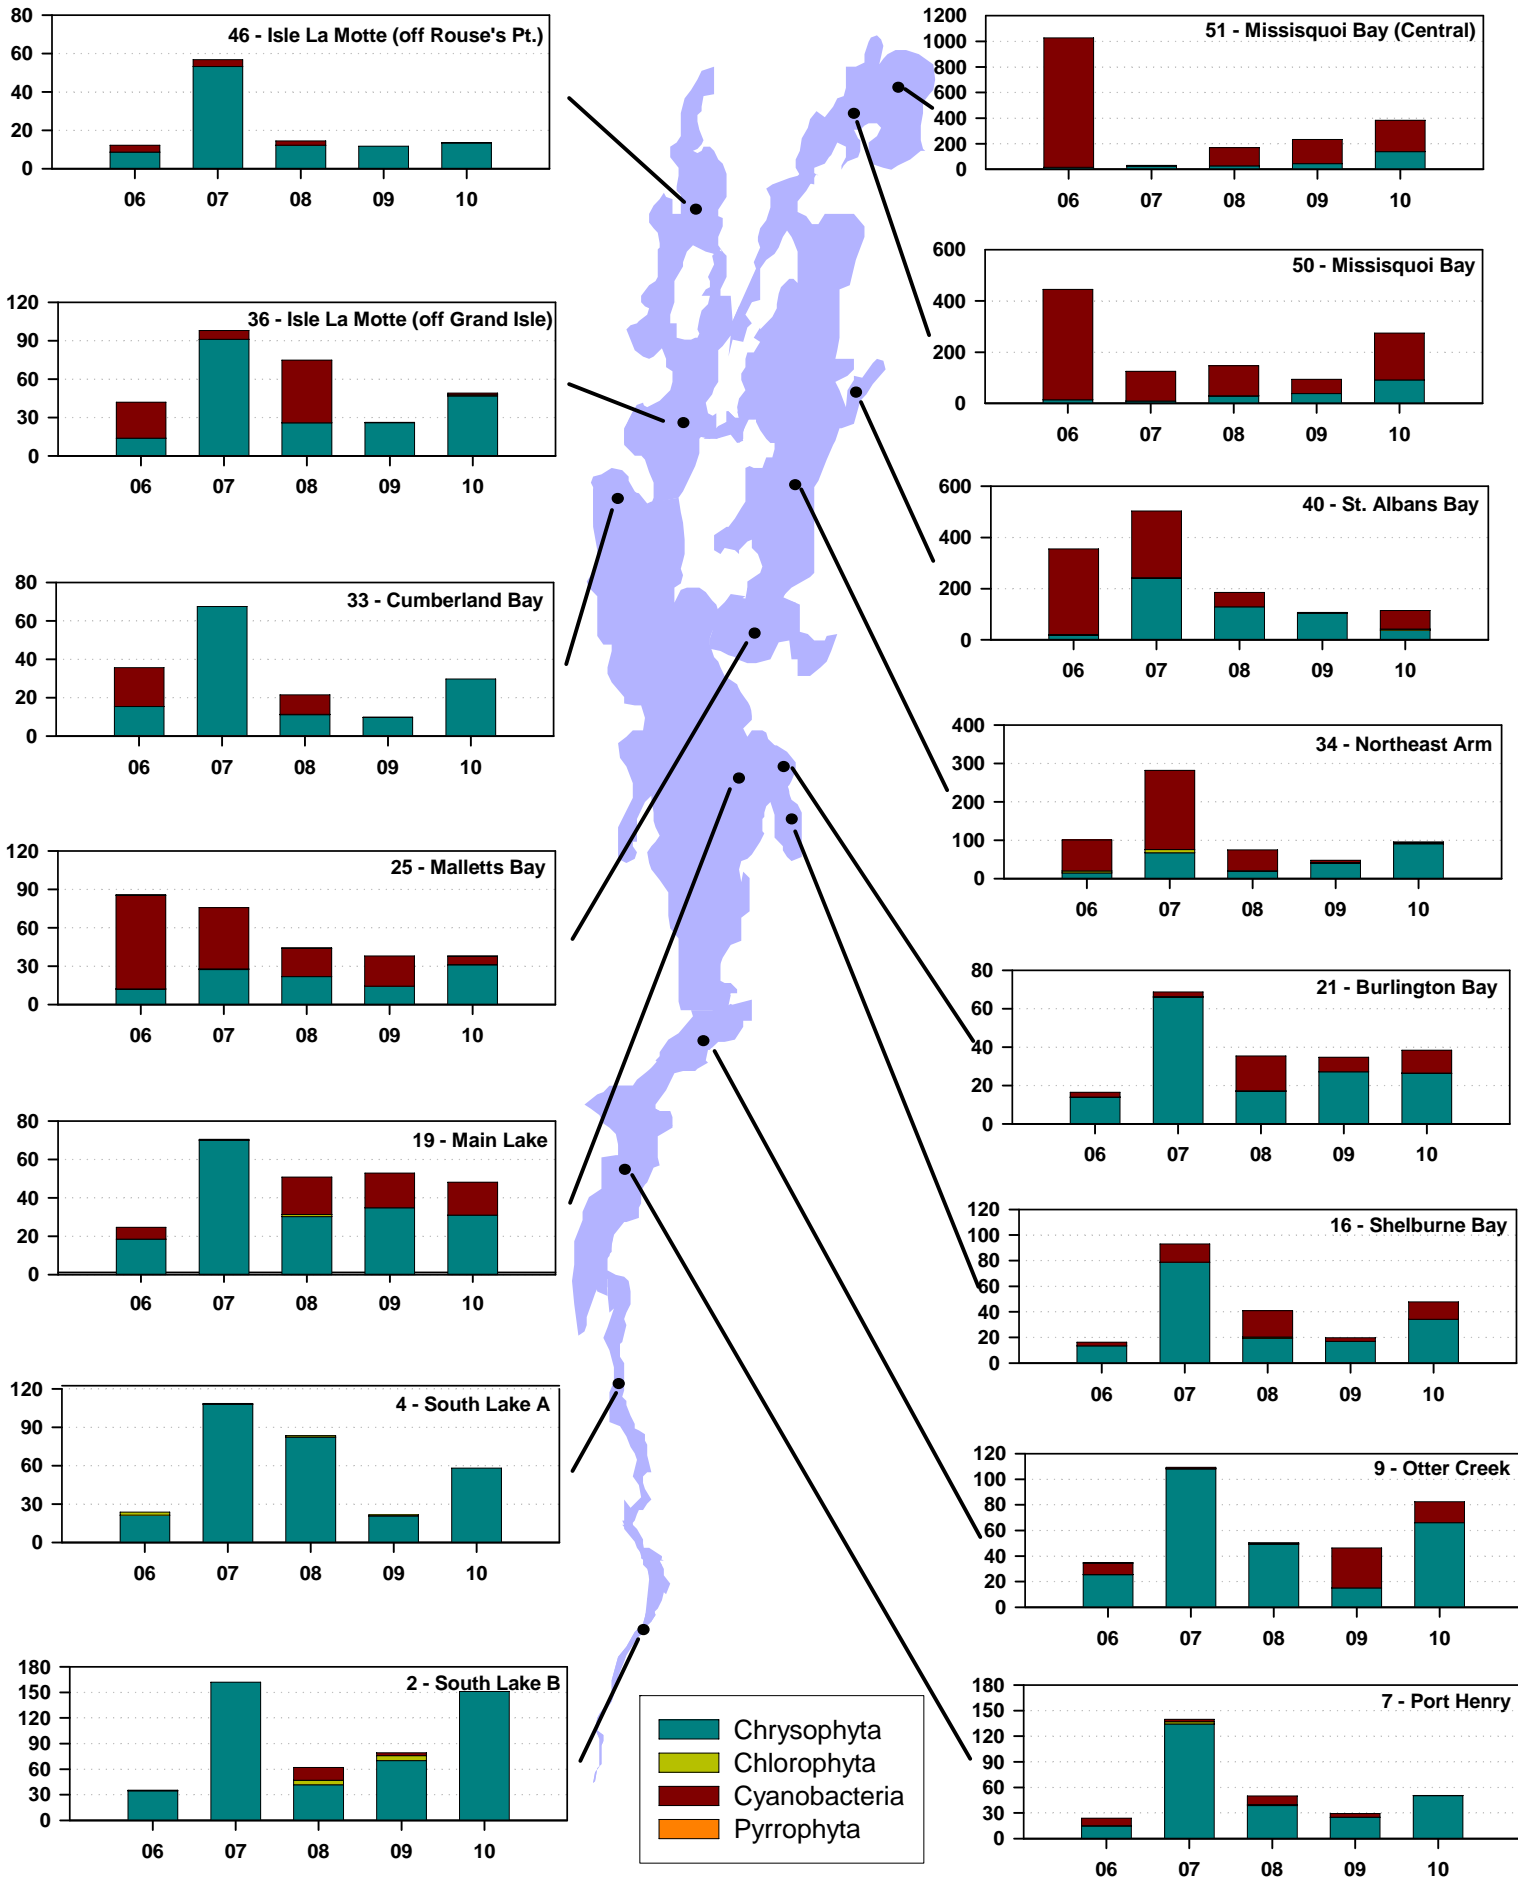 46 - Isle La Motte (off Rouse's Pt.)
80
60
40
20
0
06 07 08 09 10
36 - Isle La Motte (off Grand Isle)
120
90
60
30
0
06 07 08 09 10
33 - Cumberland Bay
80
60
40
20
0
06 07 08 09 10
25 - Malletts Bay
120
90
60
30
0
06 07 08 09 10
19 - Main Lake
80
60
40
20
0
06 07 08 09 10
4 - South Lake A
120
90
60
30
0
06 07 08 09 10
2 - South Lake B
180
150
120
90
60
30
0
06 07 08 09 10
51 - Missisquoi Bay (Central)
1200
1000
800
600
400
200
0
06 07 08 09 10
50 - Missisquoi Bay
600
400
200
0
06 07 08 09 10
40 - St. Albans Bay
600
400
200
0
06 07 08 09 10
34 - Northeast Arm
400
300
200
100
0
06 07 08 09 10
21 - Burlington Bay
80
60
40
20
0
06 07 08 09 10
16 - Shelburne Bay
120
100
80
60
40
20
0
06 07 08 09 10
9 - Otter Creek
120
100
80
60
40
20
0
06 07 08 09 10
7 - Port Henry
180
150
120
90
60
30
0
06 07 08 09 10
Chrysophyta
Chlorophyta
Cyanobacteria
Pyrrophyta